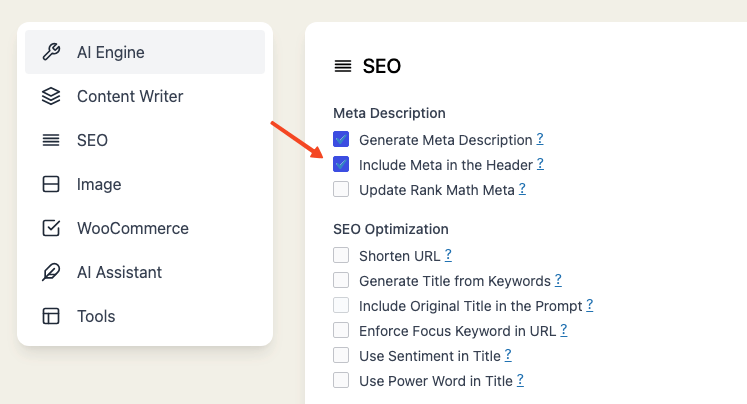 AI Engine
Content Writer
SEO
Image
WooCommerce
AI Assistant
Tools
SEO
Meta Description
Generate Meta Description ?
Include Meta in the Header ?
Update Rank Math Meta ?
SEO Optimization
Shorten URL ?
Generate Title from Keywords ?
Include Original Title in the Prompt ?
Enforce Focus Keyword in URL ?
Use Sentiment in Title ?
Use Power Word in Title ?